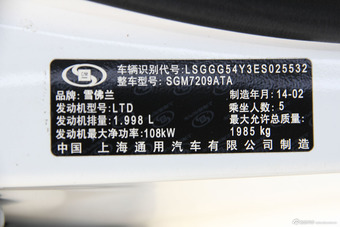 车辆识别代号: LSGGG54Y3ES025532
整车型号: SGM7209ATA
品牌: 雪佛兰 制造年月: 14-02
发动机型号: LTD 乘坐人数: 5
发动机排量: 1.998 L 最大允许总质量:
发动机最大净功率: 108kW 1985 kg
中国 上海通用汽车有限公司 制造